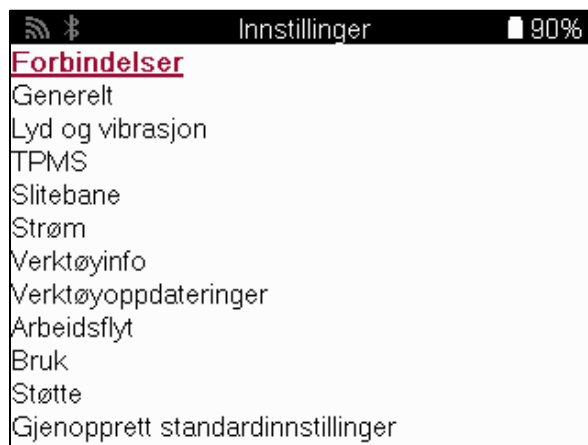 Innstillinger 90%
Forbindelser
Generelt
Lyd og vibrasjon
TPMS
Slitebane
Strøm
Verktøyinfo
Verktøyoppdateringer
Arbeidsflyt
Bruk
Støtte
Gjenopprett standardinnstillinger